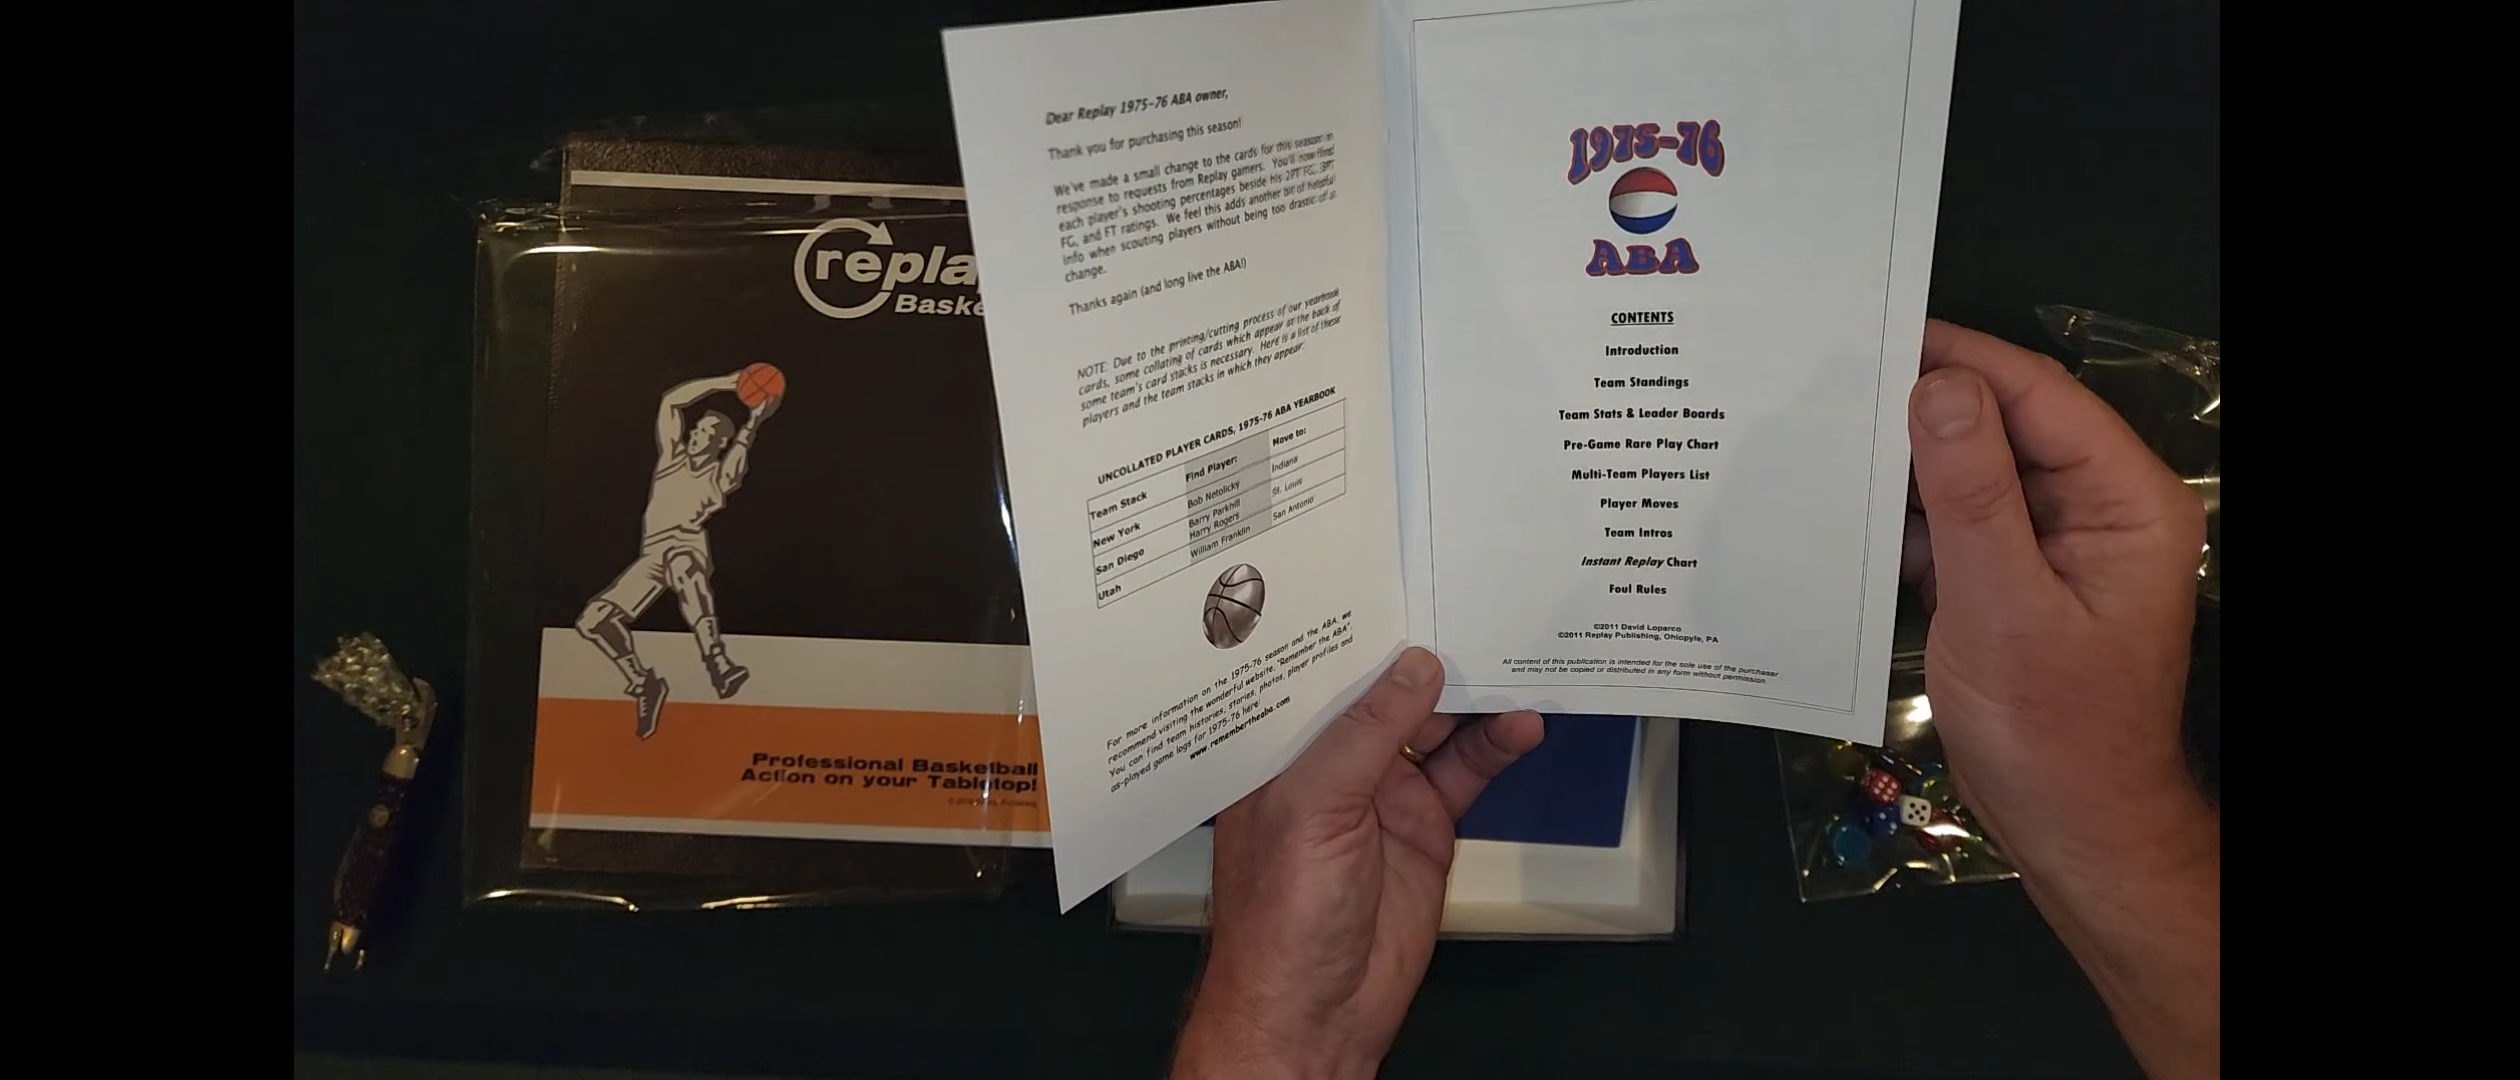 repla
Baske
Professional Basketball
Action on your Tabletop!
Dear Replay 1975-76 ABA owner,
Thank you for purchasing this season!
We've made a small change to the cards for this season in
response to requests from Replay gamers. You'll now find
each player's shooting percentages beside his 2PT FG, 3PT
FG, and FT ratings. We feel this adds another bit of helpful
info when scouting players without being too drastic of a
change.
Thanks again (and long live the ABA!)
NOTE: Due to the printing/cutting process of our yearbook
cards, some collating of cards which appear at the back of
some team's card stacks is necessary. Here is a list of these
players and the team stacks in which they appear:
UNCOLLATED PLAYER CARDS, 1975-76 ABA YEARBOOK
Team Stack Find Player: Move to:
New York Bob Netolicky Indiana
San Diego Barry Parkhill St. Louis
Harry Rogers
Utah William Franklin San Antonio
For more information on the 1975-76 season and the ABA, we
recommend visiting the wonderful website, "Remember the ABA".
You can find team histories, stories, photos, player profiles and
as-played game logs for 1975-76 here:
www.remembertheaba.com
1975-76
ABA
CONTENTS
Introduction
Team Standings
Team Stats & Leader Boards
Pre-Game Rare Play Chart
Multi-Team Players List
Player Moves
Team Intros
Instant Replay Chart
Foul Rules
©2011 David Loparco
©2011 Replay Publishing, Ohiopyle, PA
All content of this publication is intended for the sole use of the purchaser
and may not be copied or distributed in any form without permission.